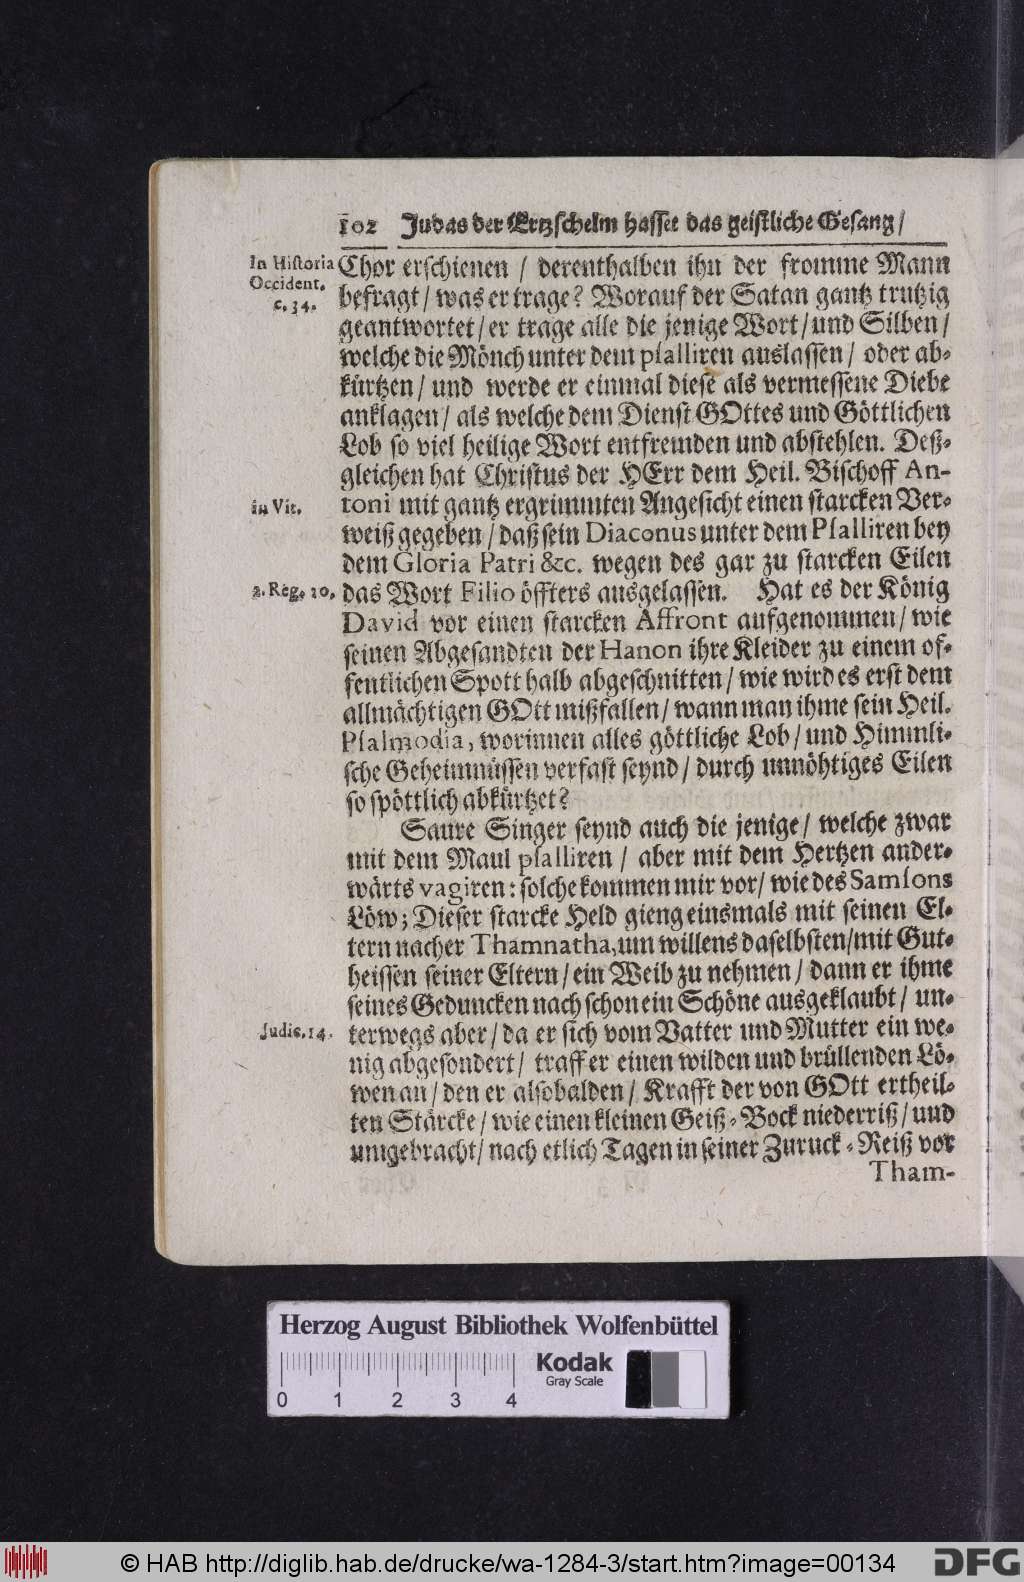 102 Judas der Ertzschelm hasset das geistliche Gesang /
In Historia
Occident.
c. 34.
Chor erschienen / derenthalben ihn der fromme Mann
befragt / was er trage? Worauf der Satan gantz trutzig
geantwortet / er trage alle die jenige Wort / und Silben /
welche die Mönch unter dem psalliren auslassen / oder ab-
kürtzen / und werde er einmal diese als vermessene Diebe
anklagen / als welche dem Dienst GOttes und Göttlichen
Lob so viel heilige Wort entfremden und abstehlen. Deß-
gleichen hat Christus der HErr dem Heil. Bischoff An-
in Vit.
toni mit gantz ergrimmten Angesicht einen starcken Ver-
weiß gegeben / daß sein Diaconus unter dem Psalliren bey
dem Gloria Patri &c. wegen des gar zu starcken Eilen
2. Reg. 10.
das Wort Filio öffters ausgelassen. Hat es der König
David vor einen starcken Affront aufgenommen / wie
seinen Abgesandten der Hanon ihre Kleider zu einem of-
fentlichen Spott halb abgeschnitten / wie wird es erst dem
allmächtigen GOtt mißfallen / wann man ihme sein Heil.
Psalmodia, worinnen alles göttliche Lob / und Himmli-
sche Geheimnüssen verfast seynd / durch unnöhtiges Eilen
so spöttlich abkürtzet?
Saure Singer seynd auch die jenige / welche zwar
mit dem Maul psalliren / aber mit dem Hertzen ander-
wärts vagiren: solche kommen mir vor / wie des Samsons
Löw; Dieser starcke Held gieng einsmals mit seinen El-
tern nacher Thamnatha, um willens daselbsten / mit Gut-
heissen seiner Eltern / ein Weib zu nehmen / dann er ihme
seines Geduncken nach schon ein Schöne ausgeklaubt / un-
Judic. 14.
terwegs aber / da er sich vom Vatter und Mutter ein we-
nig abgesondert / traff er einen wilden und brüllenden Lö-
wen an / den er alsobalden / Krafft der von GOtt ertheil-
ten Stärcke / wie einen kleinen Geiß-Bock niederriß / und
umgebracht / nach etlich Tagen in seiner Zuruck-Reiß vor
Tham-
Herzog August Bibliothek Wolfenbüttel
0 1 2 3 4
Kodak
Gray Scale
© HAB http://diglib.hab.de/drucke/wa-1284-3/start.htm?image=00134
DFG